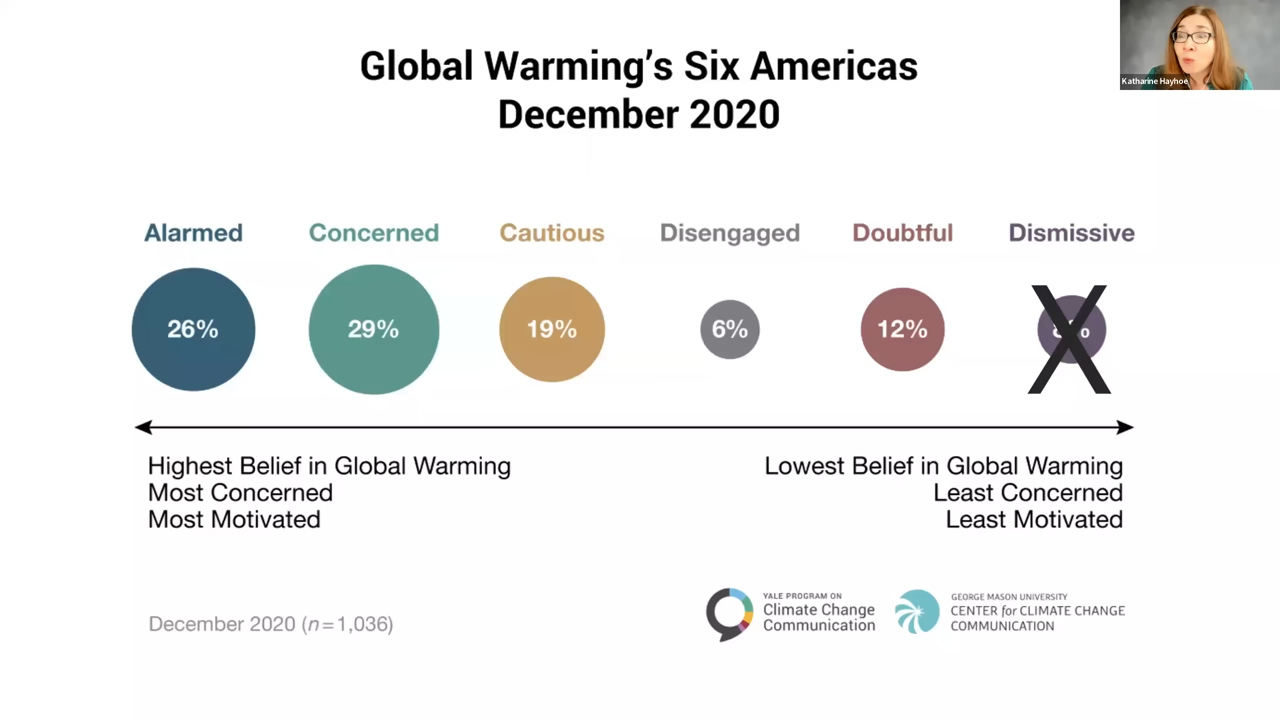 Katharine Hayhoe
Global Warming's Six Americas
December 2020
Alarmed Concerned Cautious Disengaged Doubtful Dismissive
26% 29% 19% 6% 12% 8%
X
Highest Belief in Global Warming
Most Concerned
Most Motivated
Lowest Belief in Global Warming
Least Concerned
Least Motivated
December 2020 (n=1,036)
YALE PROGRAM ON
Climate Change
Communication
GEORGE MASON UNIVERSITY
CENTER for CLIMATE CHANGE
COMMUNICATION